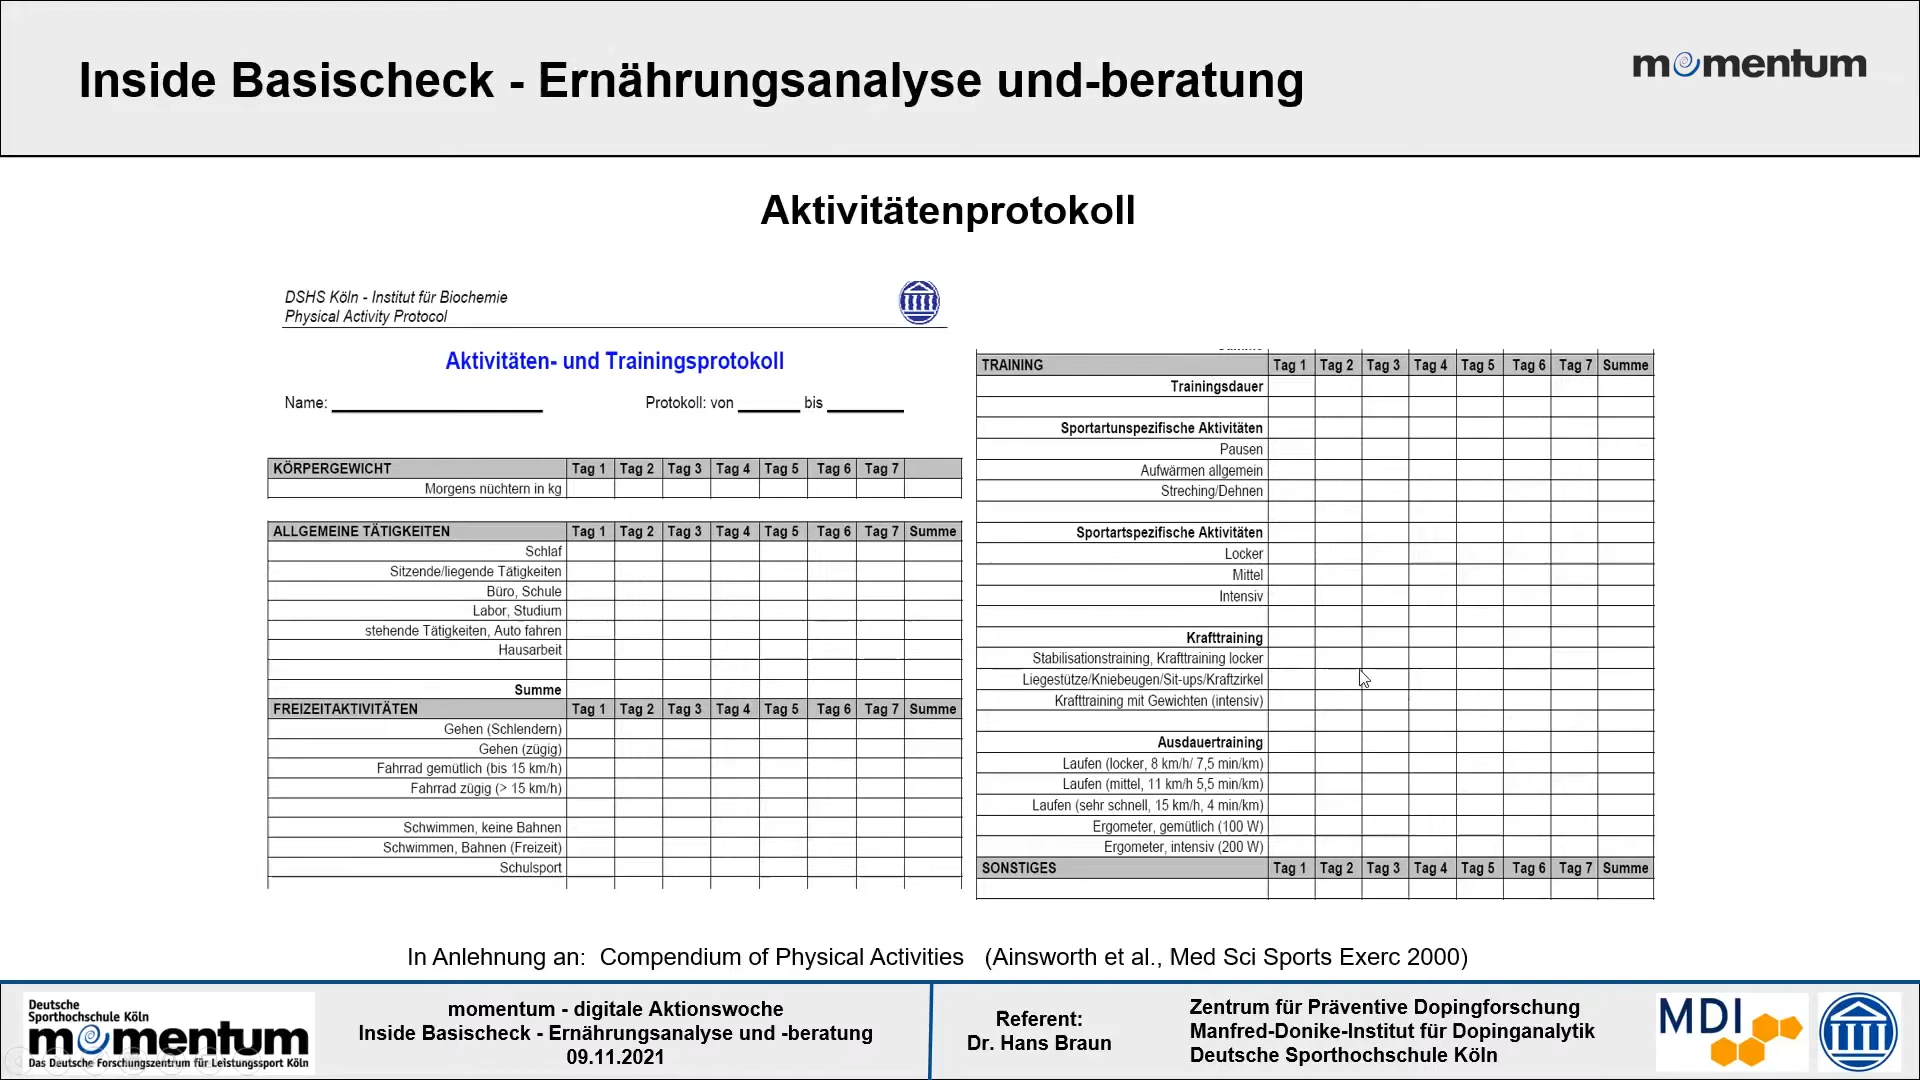 Inside Basischeck - Ernährungsanalyse und-beratung
momentum
Aktivitätenprotokoll
DSHS Köln - Institut für Biochemie
Physical Activity Protocol
Aktivitäten- und Trainingsprotokoll
Name: Protokoll: von bis
KÖRPERGEWICHT Tag 1 Tag 2 Tag 3 Tag 4 Tag 5 Tag 6 Tag 7
Morgens nüchtern in kg
ALLGEMEINE TÄTIGKEITEN Tag 1 Tag 2 Tag 3 Tag 4 Tag 5 Tag 6 Tag 7 Summe
Schlaf
Sitzende/liegende Tätigkeiten
Büro, Schule
Labor, Studium
stehende Tätigkeiten, Auto fahren
Hausarbeit
Summe
FREIZEITAKTIVITÄTEN Tag 1 Tag 2 Tag 3 Tag 4 Tag 5 Tag 6 Tag 7 Summe
Gehen (Schlendern)
Gehen (zügig)
Fahrrad gemütlich (bis 15 km/h)
Fahrrad zügig (> 15 km/h)
Schwimmen, keine Bahnen
Schwimmen, Bahnen (Freizeit)
Schulsport
TRAINING Tag 1 Tag 2 Tag 3 Tag 4 Tag 5 Tag 6 Tag 7 Summe
Trainingsdauer
Sportartunspezifische Aktivitäten
Pausen
Aufwärmen allgemein
Streching/Dehnen
Sportartspezifische Aktivitäten
Locker
Mittel
Intensiv
Krafttraining
Stabilisationstraining, Krafttraining locker
Liegestütze/Kniebeugen/Sit-ups/Kraftzirkel
Krafttraining mit Gewichten (intensiv)
Ausdauertraining
Laufen (locker, 8 km/h/ 7,5 min/km)
Laufen (mittel, 11 km/h 5,5 min/km)
Laufen (sehr schnell, 15 km/h, 4 min/km)
Ergometer, gemütlich (100 W)
Ergometer, intensiv (200 W)
SONSTIGES Tag 1 Tag 2 Tag 3 Tag 4 Tag 5 Tag 6 Tag 7 Summe
In Anlehnung an: Compendium of Physical Activities (Ainsworth et al., Med Sci Sports Exerc 2000)
Deutsche
Sporthochschule Köln
momentum
Das Deutsche Forschungszentrum für Leistungssport Köln
momentum - digitale Aktionswoche
Inside Basischeck - Ernährungsanalyse und -beratung
09.11.2021
Referent:
Dr. Hans Braun
Zentrum für Präventive Dopingforschung
Manfred-Donike-Institut für Dopinganalytik
Deutsche Sporthochschule Köln
MDI